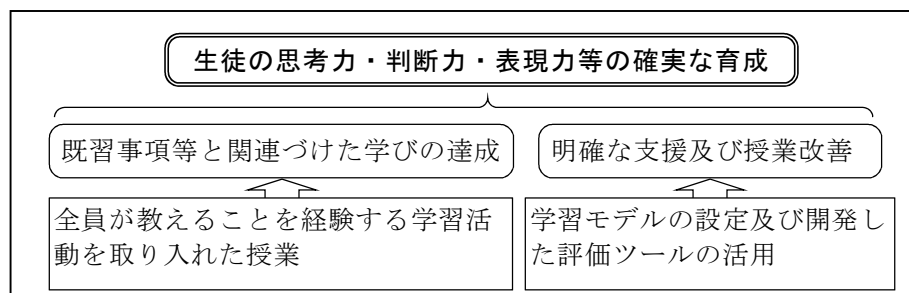 生徒の思考力・判断力・表現力等の確実な育成
既習事項等と関連づけた学びの達成
明確な支援及び授業改善
全員が教えることを経験する学習活
動を取り入れた授業
学習モデルの設定及び開発し
た評価ツールの活用